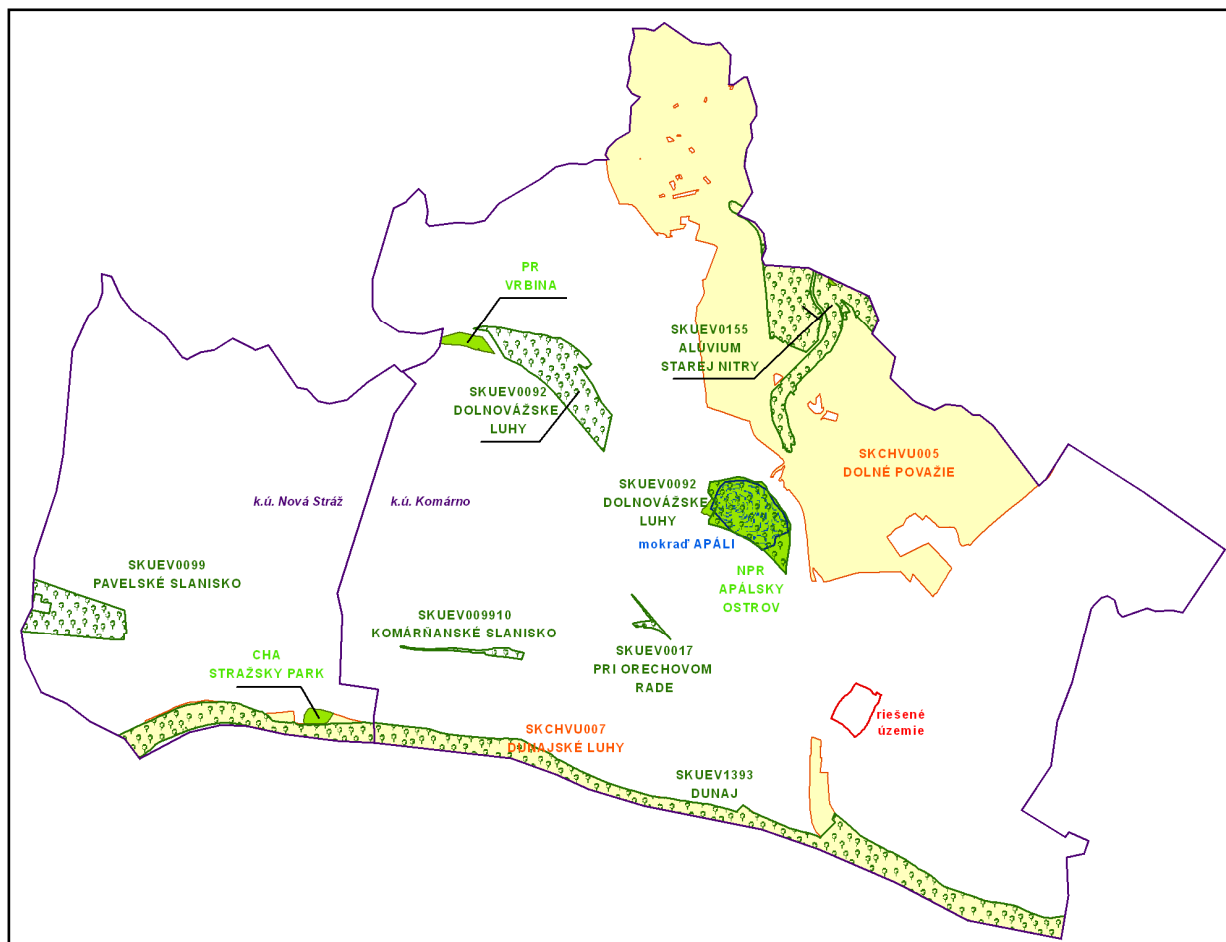 PR
VRBINA
SKUEV0155
ALÚVIUM
STAREJ NITRY
SKUEV0092
DOLNOVÁŽSKE
LUHY
SKCHVU005
DOLNÉ POVAŽIE
k.ú. Nová Stráž
k.ú. Komárno
SKUEV0092
DOLNOVÁŽSKE
LUHY
mokraď APÁLI
NPR
APÁLSKY
OSTROV
SKUEV0099
PAVELSKÉ SLANISKO
SKUEV009910
KOMÁRŇANSKÉ SLANISKO
SKUEV0017
PRI ORECHOVOM
RADE
CHA
STRAŽSKY PARK
riešené
územie
SKCHVU007
DUNAJSKÉ LUHY
SKUEV1393
DUNAJ